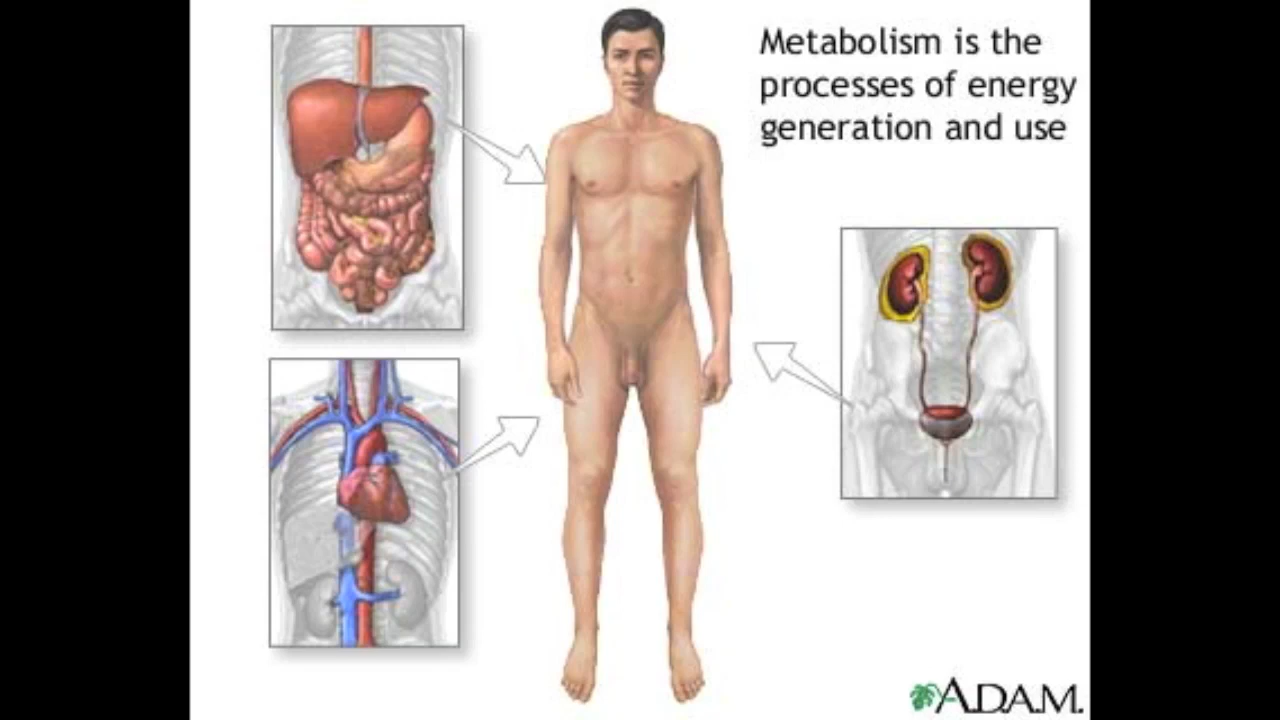 Metabolism is the
processes of energy
generation and use
A.D.A.M.